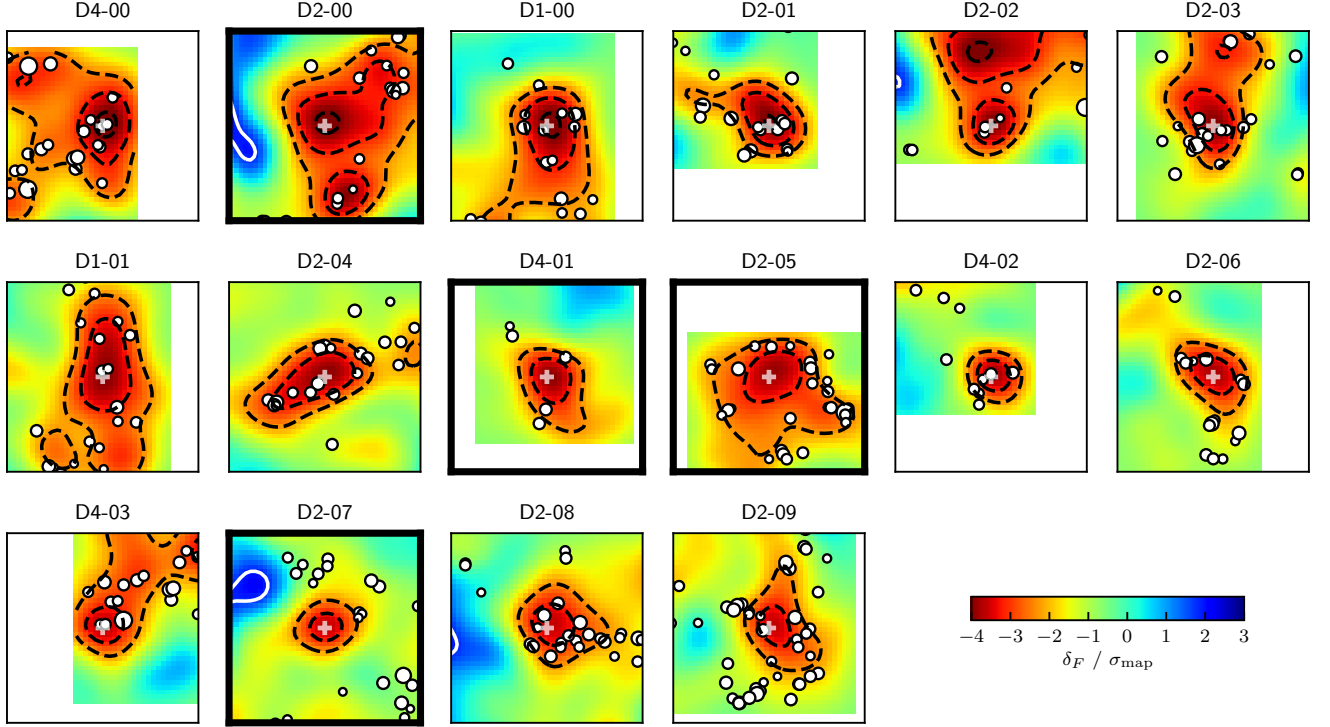 D4-00 D2-00 D1-00 D2-01 D2-02 D2-03
D1-01 D2-04 D4-01 D2-05 D4-02 D2-06
D4-03 D2-07 D2-08 D2-09
−4 −3 −2 −1 0 1 2 3
δ_F / σ_map